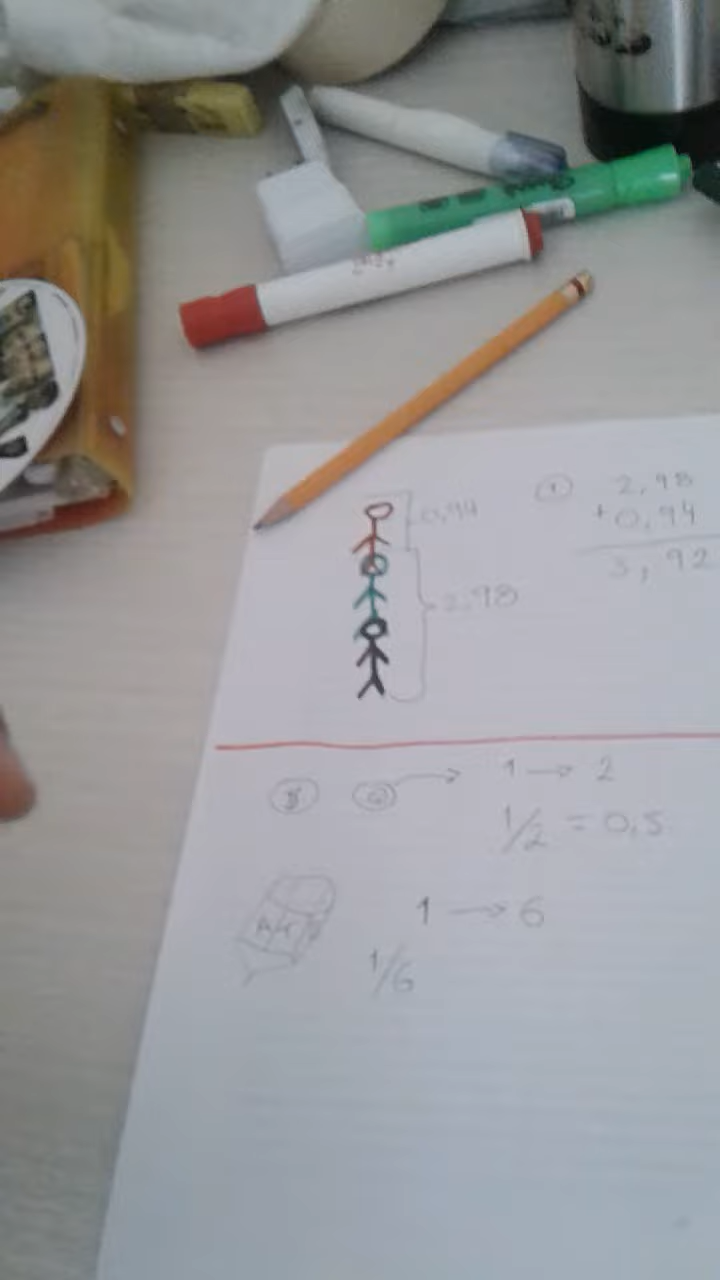 0,94
① 2,98
+0,94
3,92
2,98
1 → 2
1/2 = 0,5
1 → 6
1/6